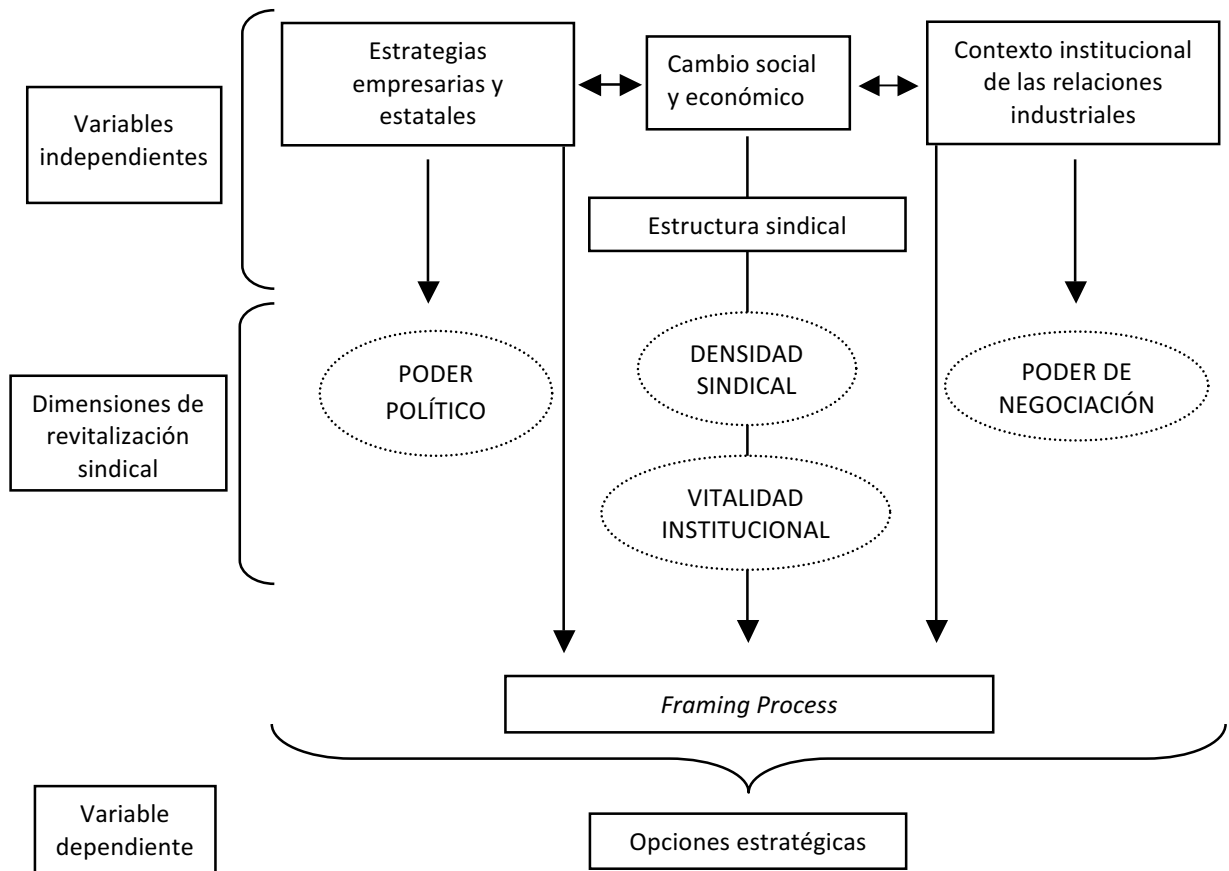 Estrategias
empresarias y
estatales
Cambio social
y económico
Contexto institucional
de las relaciones
industriales
Variables
independientes
Estructura sindical
Dimensiones de
revitalización
sindical
PODER
POLÍTICO
DENSIDAD
SINDICAL
PODER DE
NEGOCIACIÓN
VITALIDAD
INSTITUCIONAL
Framing Process
Variable
dependiente
Opciones estratégicas